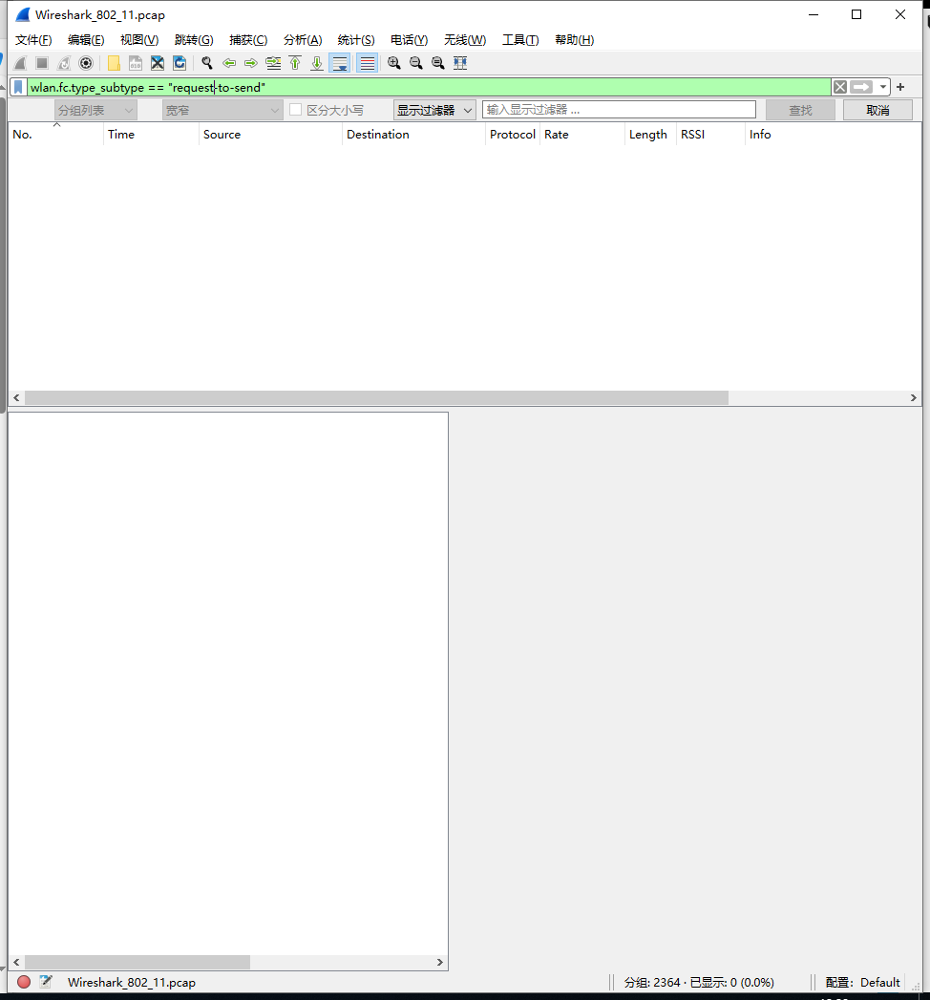 Wireshark_802_11.pcap
文件(F) 编辑(E) 视图(V) 跳转(G) 捕获(C) 分析(A) 统计(S) 电话(Y) 无线(W) 工具(T) 帮助(H)
wlan.fc.type_subtype == "request-to-send"
分组列表 宽窄 区分大小写 显示过滤器 输入显示过滤器 ... 查找 取消
No. Time Source Destination Protocol Rate Length RSSI Info
Wireshark_802_11.pcap 分组: 2364 · 已显示: 0 (0.0%) 配置: Default